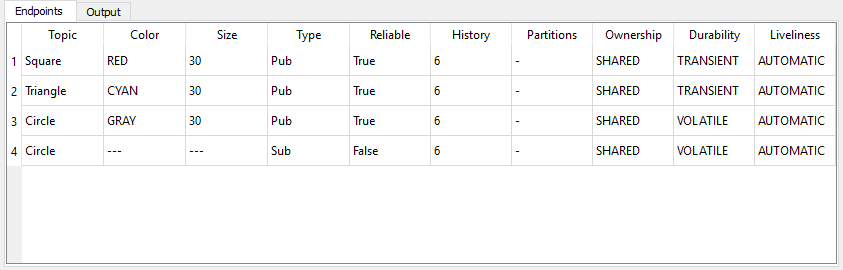 Endpoints Output
Topic Color Size Type Reliable History Partitions Ownership Durability Liveliness
1 Square RED 30 Pub True 6 - SHARED TRANSIENT AUTOMATIC
2 Triangle CYAN 30 Pub True 6 - SHARED TRANSIENT AUTOMATIC
3 Circle GRAY 30 Pub True 6 - SHARED VOLATILE AUTOMATIC
4 Circle --- --- Sub False 6 - SHARED VOLATILE AUTOMATIC